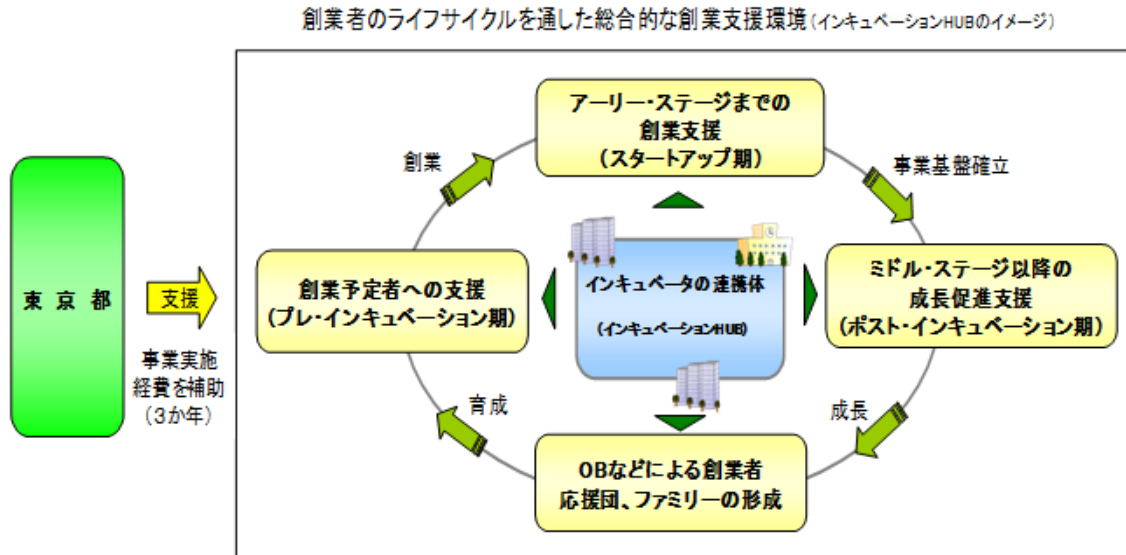 創業者のライフサイクルを通した総合的な創業支援環境(インキュベーションHUBのイメージ)
アーリー・ステージまでの
創業支援
(スタートアップ期)
創業
事業基盤確立
東京都
支援
事業実施
経費を補助
(3か年)
創業予定者への支援
(プレ・インキュベーション期)
インキュベータの連携体
(インキュベーションHUB)
ミドル・ステージ以降の
成長促進支援
(ポスト・インキュベーション期)
育成
成長
OBなどによる創業者
応援団、ファミリーの形成